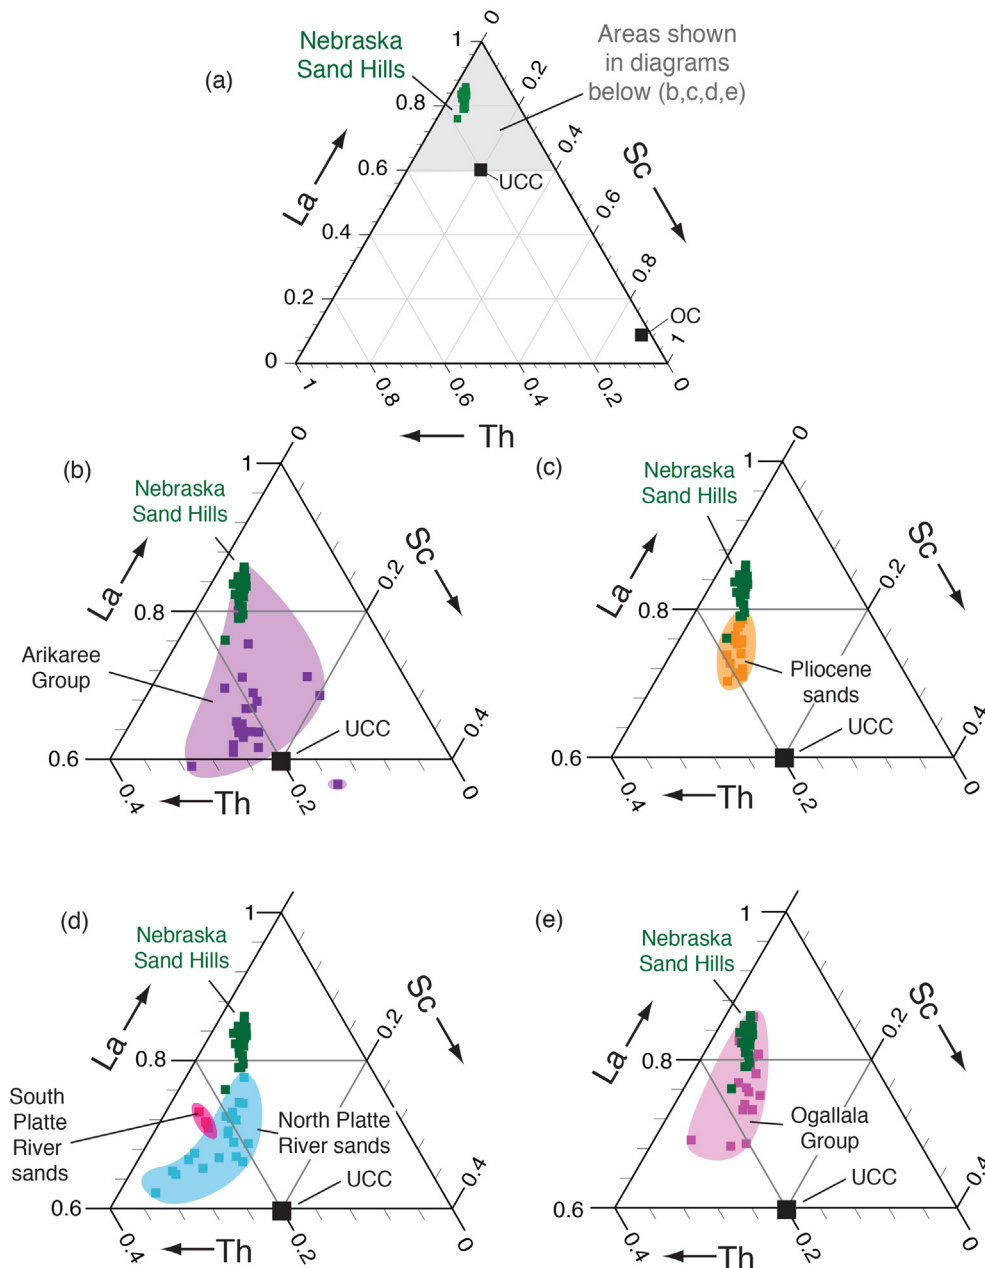 (a)
Nebraska
Sand Hills
Areas shown
in diagrams
below (b,c,d,e)
0
1
0.2
0.8
0.4
La
Sc
0.6
UCC
0.6
0.4
0.8
0.2
OC
1
0
1
0.8
0.6
0.4
0.2
0
Th
(b)
0
1
Nebraska
Sand Hills
La
Sc
0.2
0.8
Arikaree
Group
UCC
0.4
0.6
0.4
Th
0.2
0
(c)
0
1
Nebraska
Sand Hills
La
Sc
0.2
0.8
Pliocene
sands
UCC
0.4
0.6
0.4
Th
0.2
0
(d)
1
Nebraska
Sand Hills
La
Sc
0.2
0.8
South
Platte
River
sands
North Platte
River sands
UCC
0.4
0.6
0.4
Th
0.2
0
(e)
1
Nebraska
Sand Hills
La
Sc
0.2
0.8
Ogallala
Group
UCC
0.4
0.6
0.4
Th
0.2
0